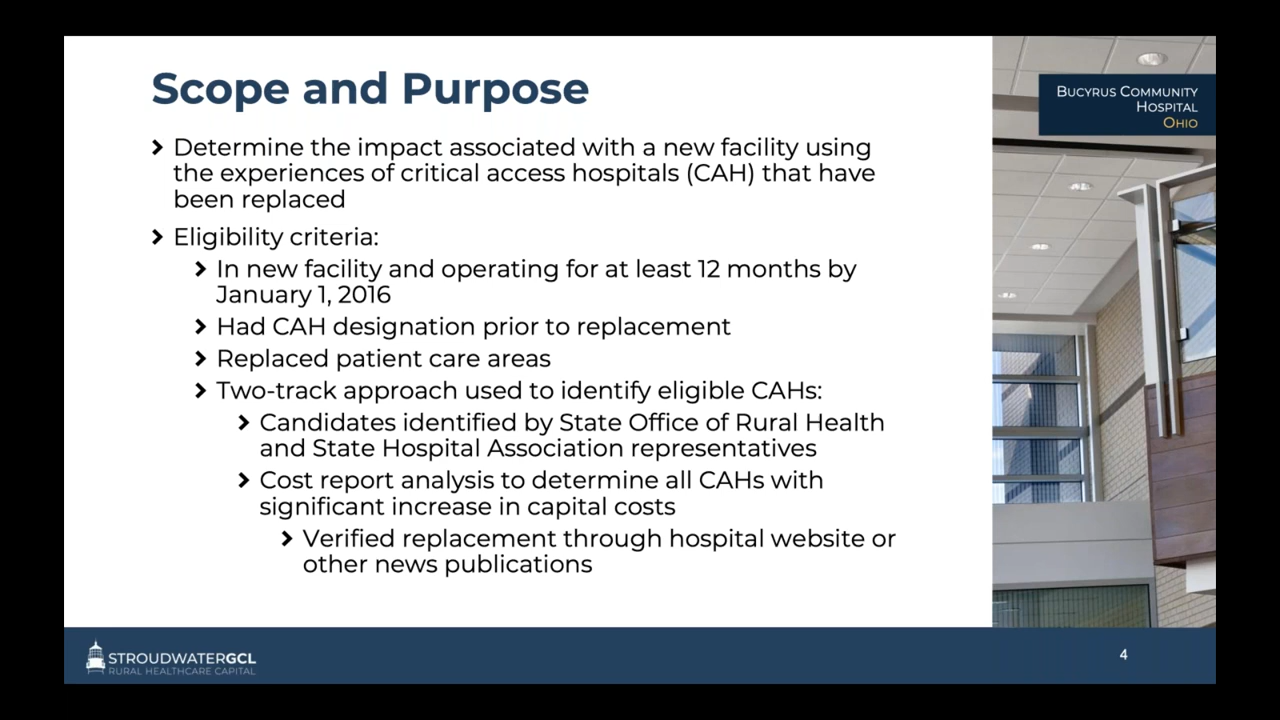 Scope and Purpose
BUCYRUS COMMUNITY
HOSPITAL
OHIO
Determine the impact associated with a new facility using
the experiences of critical access hospitals (CAH) that have
been replaced
Eligibility criteria:
In new facility and operating for at least 12 months by
January 1, 2016
Had CAH designation prior to replacement
Replaced patient care areas
Two-track approach used to identify eligible CAHs:
Candidates identified by State Office of Rural Health
and State Hospital Association representatives
Cost report analysis to determine all CAHs with
significant increase in capital costs
Verified replacement through hospital website or
other news publications
STROUDWATERGCL
RURAL HEALTHCARE CAPITAL
4